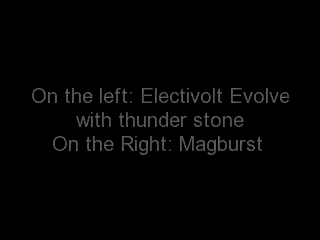 On the left: Electivolt Evolve
with thunder stone
On the Right: Magburst